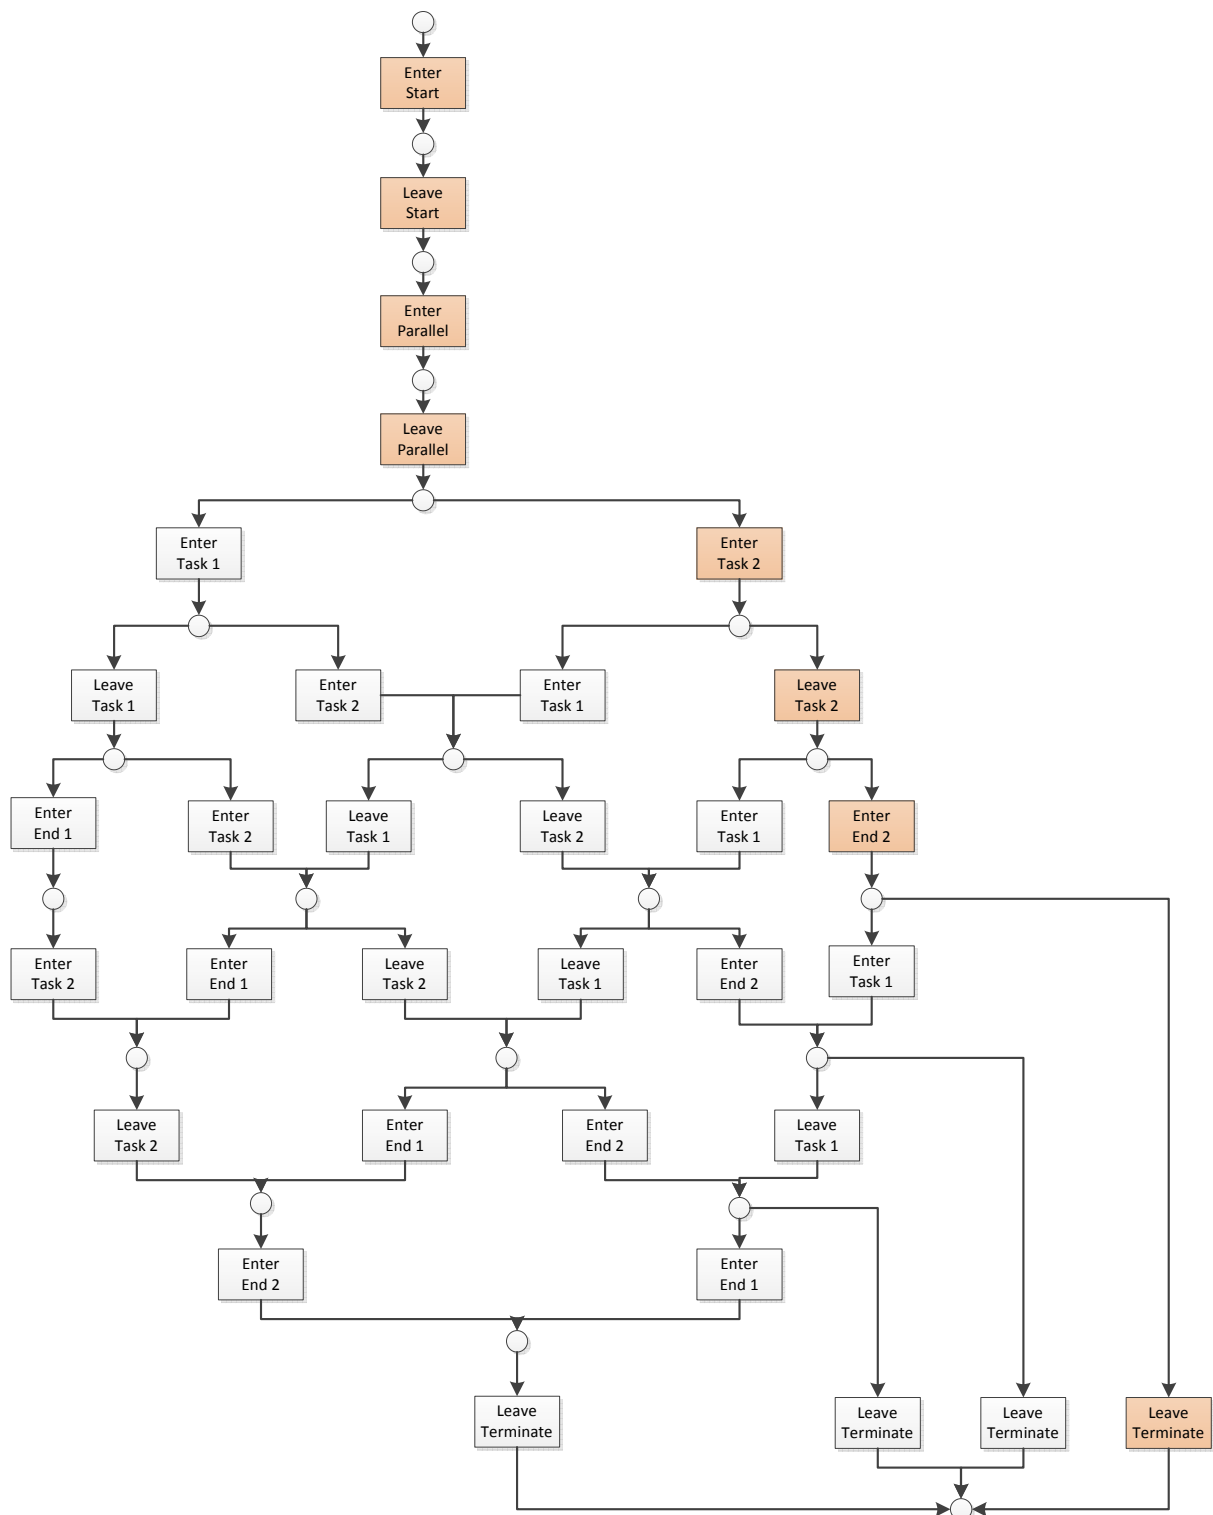 Enter
Start
Leave
Start
Enter
Parallel
Leave
Parallel
Enter
Task 1
Enter
Task 2
Leave
Task 1
Enter
Task 2
Enter
Task 1
Leave
Task 2
Enter
End 1
Enter
Task 2
Leave
Task 1
Leave
Task 2
Enter
Task 1
Enter
End 2
Enter
Task 2
Enter
End 1
Leave
Task 2
Leave
Task 1
Enter
End 2
Enter
Task 1
Leave
Task 2
Enter
End 1
Enter
End 2
Leave
Task 1
Enter
End 2
Enter
End 1
Leave
Terminate
Leave
Terminate
Leave
Terminate
Leave
Terminate